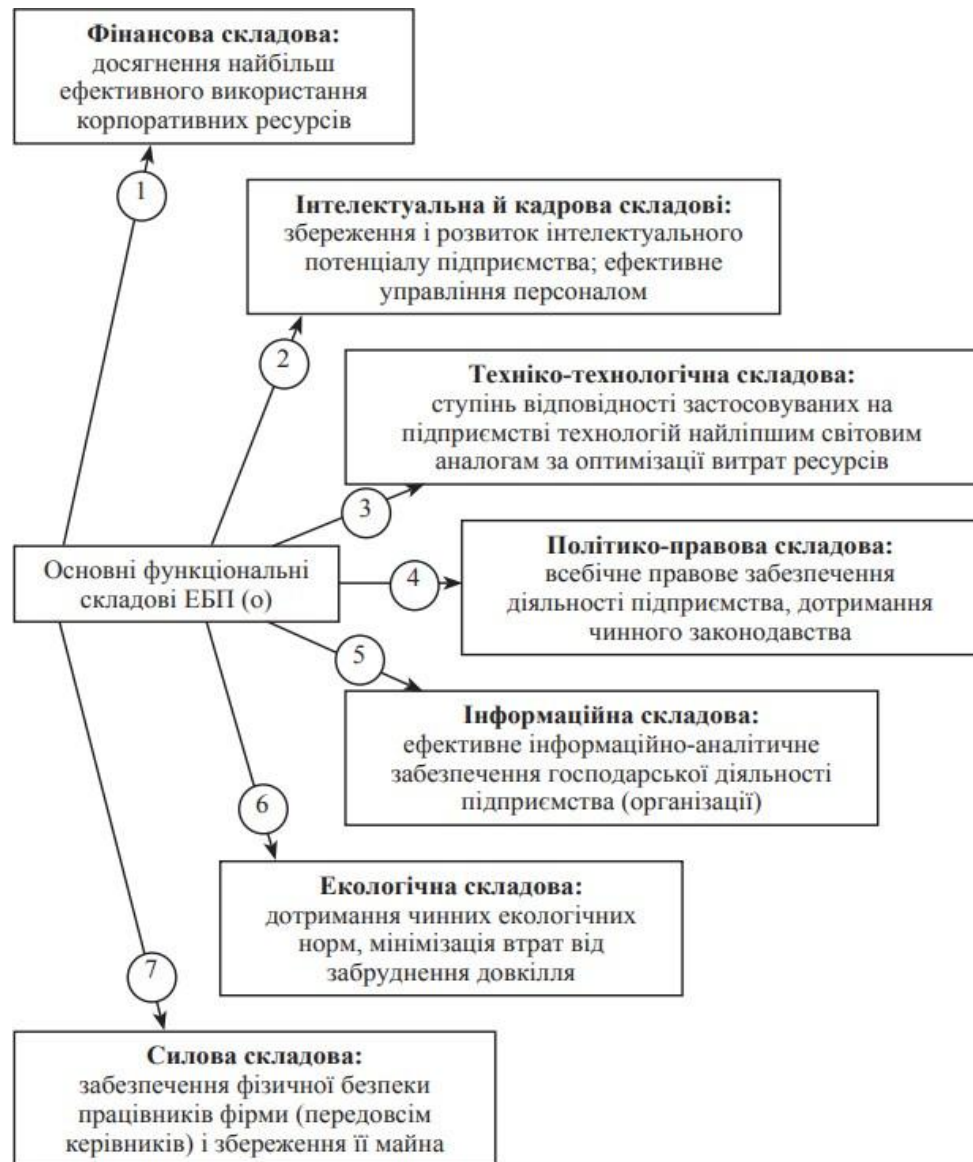 Фінансова складова:
досягнення найбільш
ефективного використання
корпоративних ресурсів
1
Інтелектуальна й кадрова складові:
збереження і розвиток інтелектуального
потенціалу підприємства; ефективне
управління персоналом
2
Техніко-технологічна складова:
ступінь відповідності застосовуваних на
підприємстві технологій найліпшим світовим
аналогам за оптимізації витрат ресурсів
3
Основні функціональні
складові ЕБП (о)
4
Політико-правова складова:
всебічне правове забезпечення
діяльності підприємства, дотримання
чинного законодавства
5
Інформаційна складова:
ефективне інформаційно-аналітичне
забезпечення господарської діяльності
підприємства (організації)
6
Екологічна складова:
дотримання чинних екологічних
норм, мінімізація втрат від
забруднення довкілля
7
Силова складова:
забезпечення фізичної безпеки
працівників фірми (передовсім
керівників) і збереження її майна